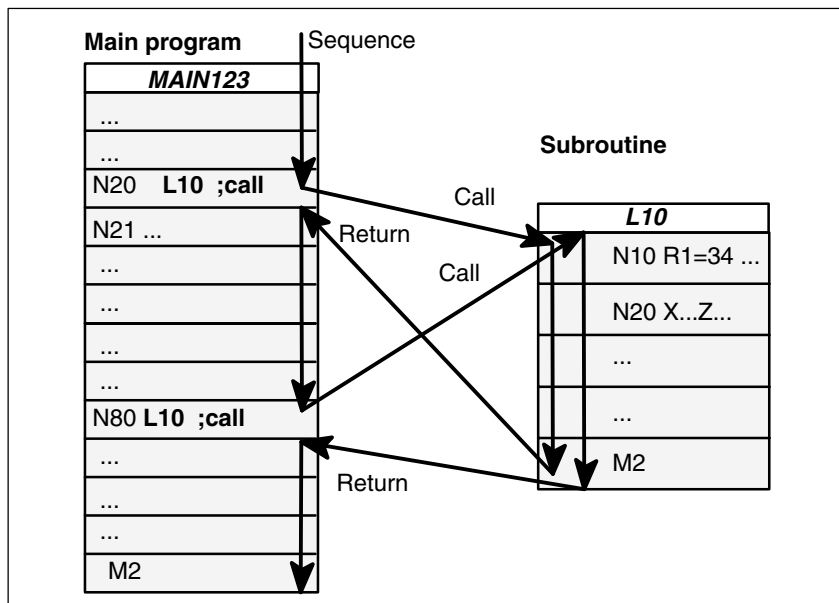 Main program
Sequence
MAIN123
...
...
N20 L10 ;call
N21 ...
...
...
...
...
N80 L10 ;call
...
...
...
M2
Call
Return
Call
Return
Subroutine
L10
N10 R1=34 ...
N20 X...Z...
...
...
M2